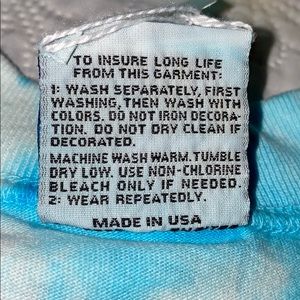 TO INSURE LONG LIFE
FROM THIS GARMENT:
1: WASH SEPARATELY, FIRST
WASHING, THEN WASH WITH
COLORS. DO NOT IRON DECORA-
TION. DO NOT DRY CLEAN IF
DECORATED.
MACHINE WASH WARM. TUMBLE
DRY LOW. USE NON-CHLORINE
BLEACH ONLY IF NEEDED.
2: WEAR REPEATEDLY.
MADE IN USA